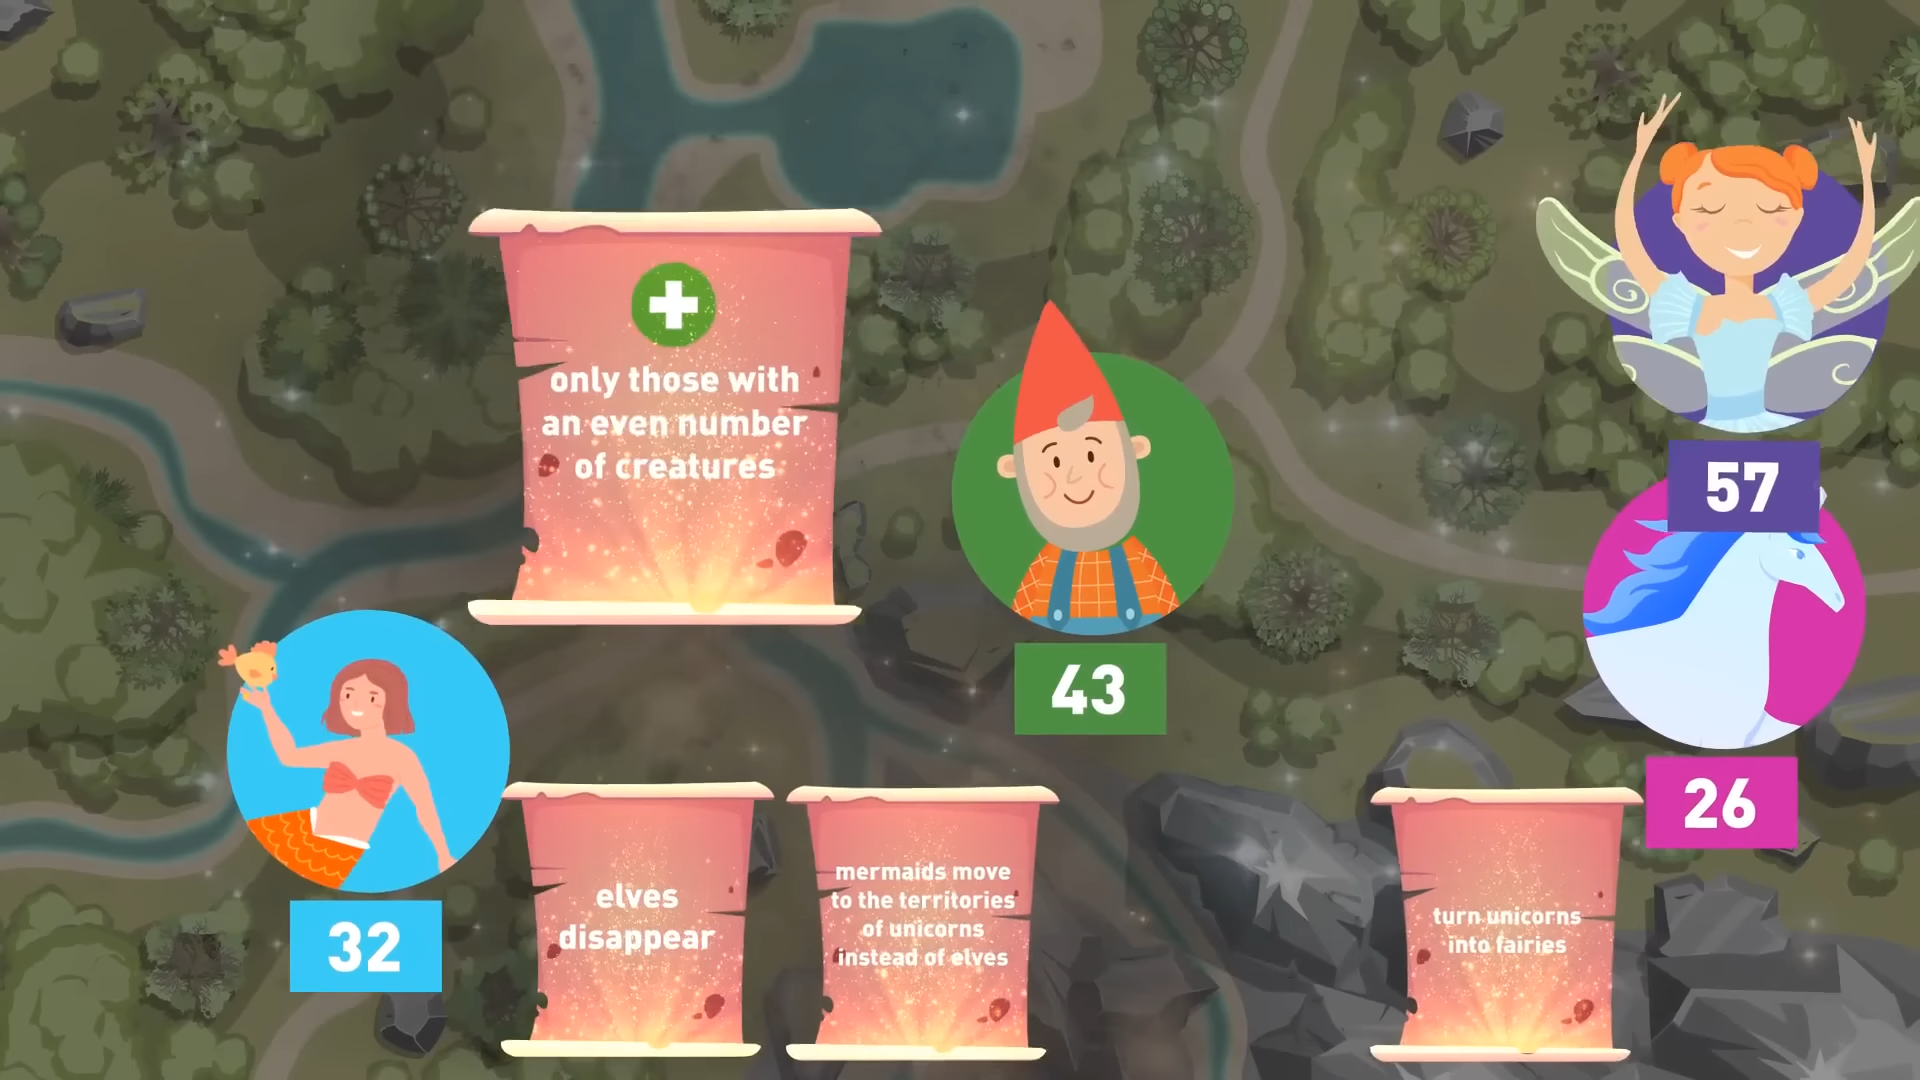 only those with
an even number
of creatures
57
43
26
32
elves
disappear
mermaids move
to the territories
of unicorns
instead of elves
turn unicorns
into fairies